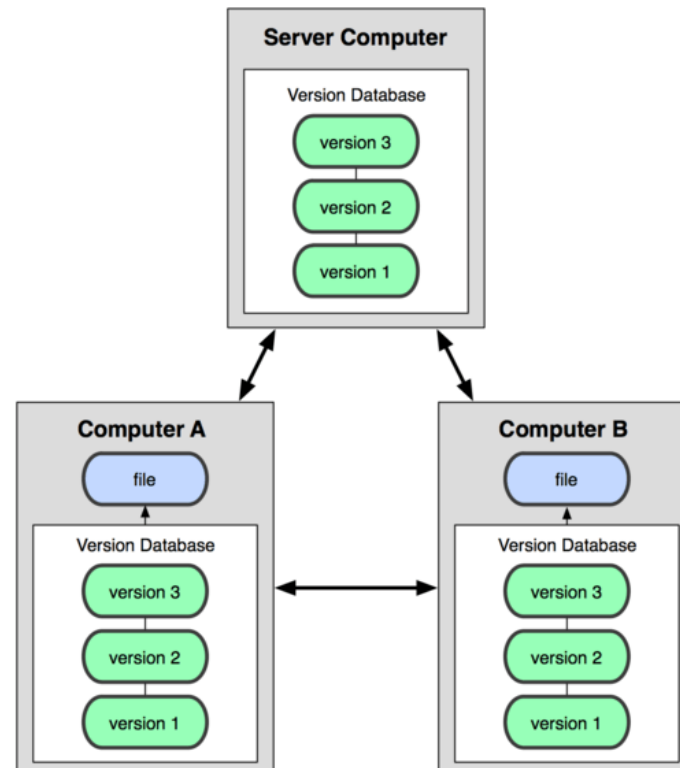 Server Computer
Version Database
version 3
version 2
version 1
Computer A
file
Version Database
version 3
version 2
version 1
Computer B
file
Version Database
version 3
version 2
version 1